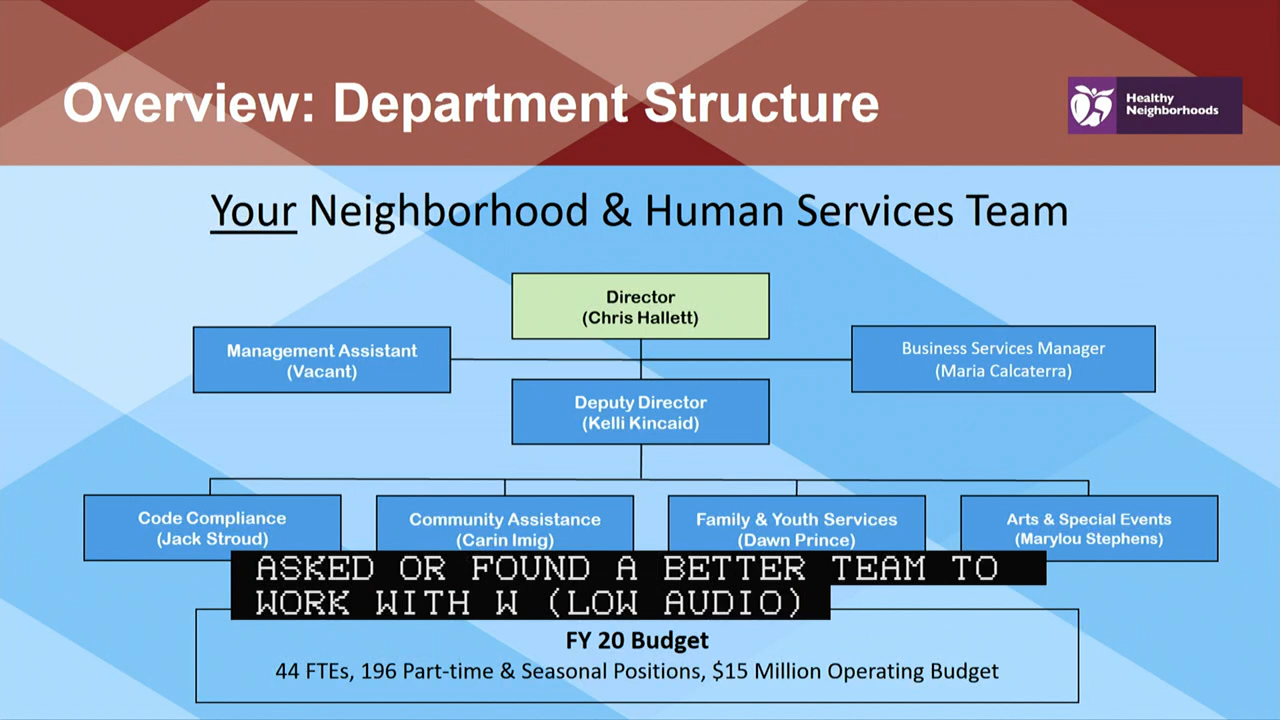 Overview: Department Structure
Healthy
Neighborhoods
Your Neighborhood & Human Services Team
Director
(Chris Hallett)
Management Assistant
(Vacant)
Business Services Manager
(Maria Calcaterra)
Deputy Director
(Kelli Kincaid)
Code Compliance
(Jack Stroud)
Community Assistance
(Carin Imig)
Family & Youth Services
(Dawn Prince)
Arts & Special Events
(Marylou Stephens)
ASKED OR FOUND A BETTER TEAM TO
WORK WITH W (LOW AUDIO)
FY 20 Budget
44 FTEs, 196 Part-time & Seasonal Positions, $15 Million Operating Budget